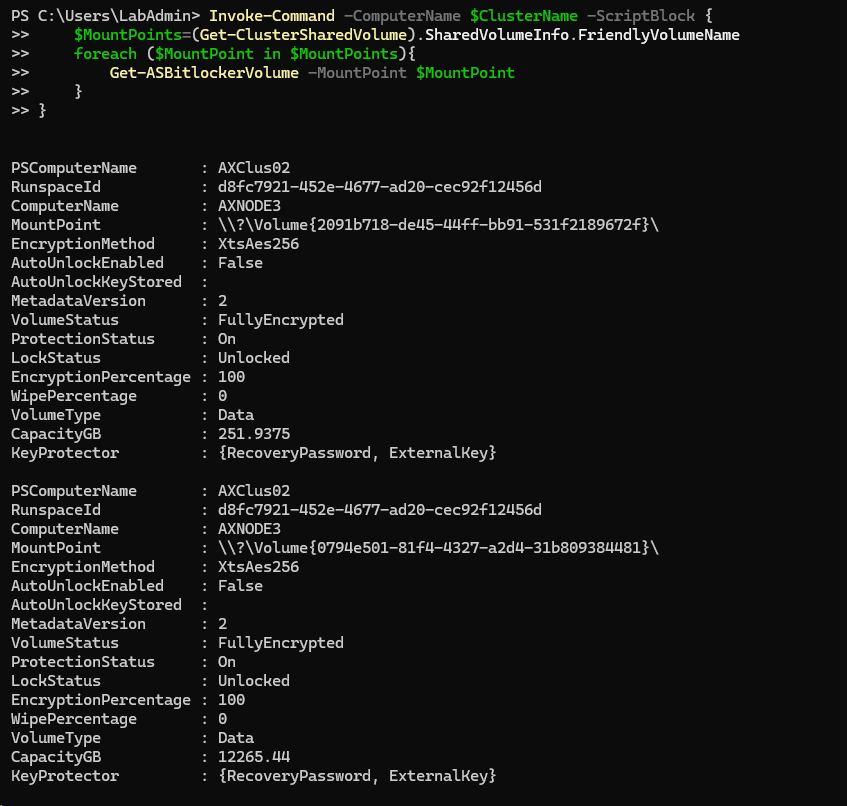 PS C:\Users\LabAdmin> Invoke-Command -ComputerName $ClusterName -ScriptBlock {
>>     $MountPoints=(Get-ClusterSharedVolume).SharedVolumeInfo.FriendlyVolumeName
>>     foreach ($MountPoint in $MountPoints){
>>         Get-ASBitlockerVolume -MountPoint $MountPoint
>>     }
>> }
PSComputerName       : AXClus02
RunspaceId           : d8fc7921-452e-4677-ad20-cec92f12456d
ComputerName         : AXNODE3
MountPoint           : \\?\Volume{2091b718-de45-44ff-bb91-531f2189672f}\
EncryptionMethod     : XtsAes256
AutoUnlockEnabled    : False
AutoUnlockKeyStored  :
MetadataVersion      : 2
VolumeStatus         : FullyEncrypted
ProtectionStatus     : On
LockStatus           : Unlocked
EncryptionPercentage : 100
WipePercentage       : 0
VolumeType           : Data
CapacityGB           : 251.9375
KeyProtector         : {RecoveryPassword, ExternalKey}
PSComputerName       : AXClus02
RunspaceId           : d8fc7921-452e-4677-ad20-cec92f12456d
ComputerName         : AXNODE3
MountPoint           : \\?\Volume{0794e501-81f4-4327-a2d4-31b809384481}\
EncryptionMethod     : XtsAes256
AutoUnlockEnabled    : False
AutoUnlockKeyStored  :
MetadataVersion      : 2
VolumeStatus         : FullyEncrypted
ProtectionStatus     : On
LockStatus           : Unlocked
EncryptionPercentage : 100
WipePercentage       : 0
VolumeType           : Data
CapacityGB           : 12265.44
KeyProtector         : {RecoveryPassword, ExternalKey}